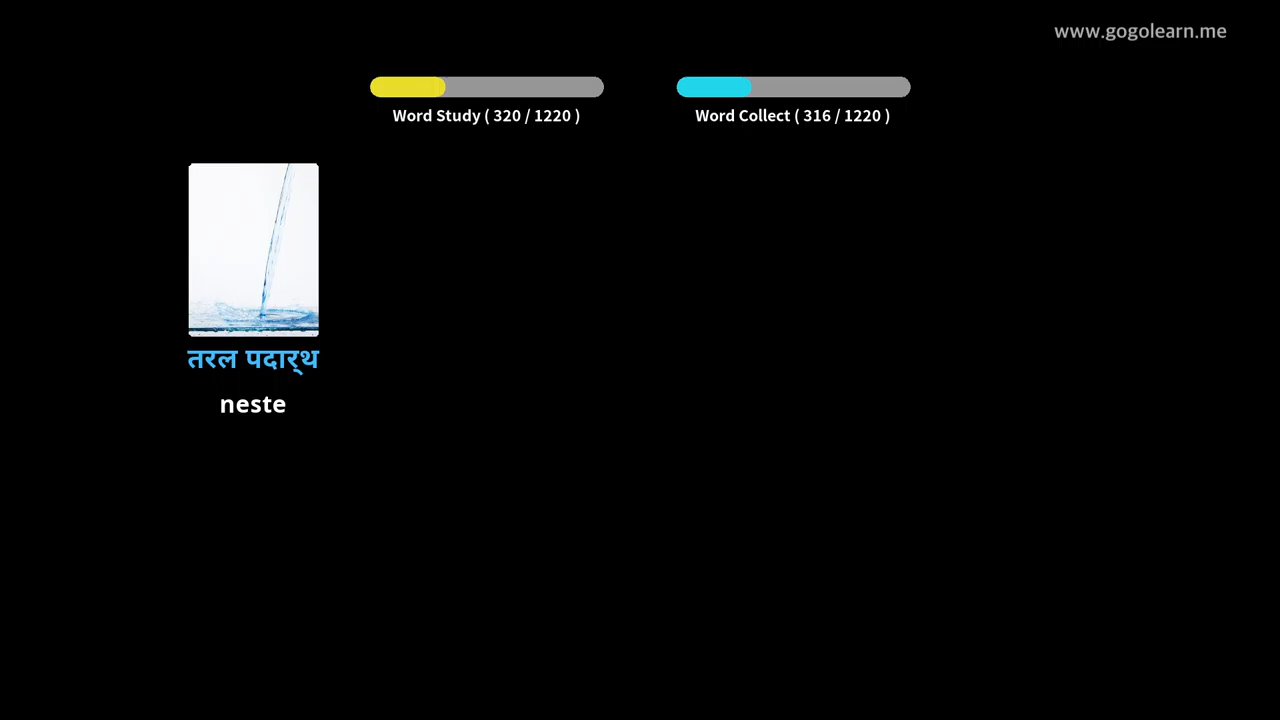 www.gogolearn.me
Word Study ( 320 / 1220 )
Word Collect ( 316 / 1220 )
तरल पदार्थ
neste